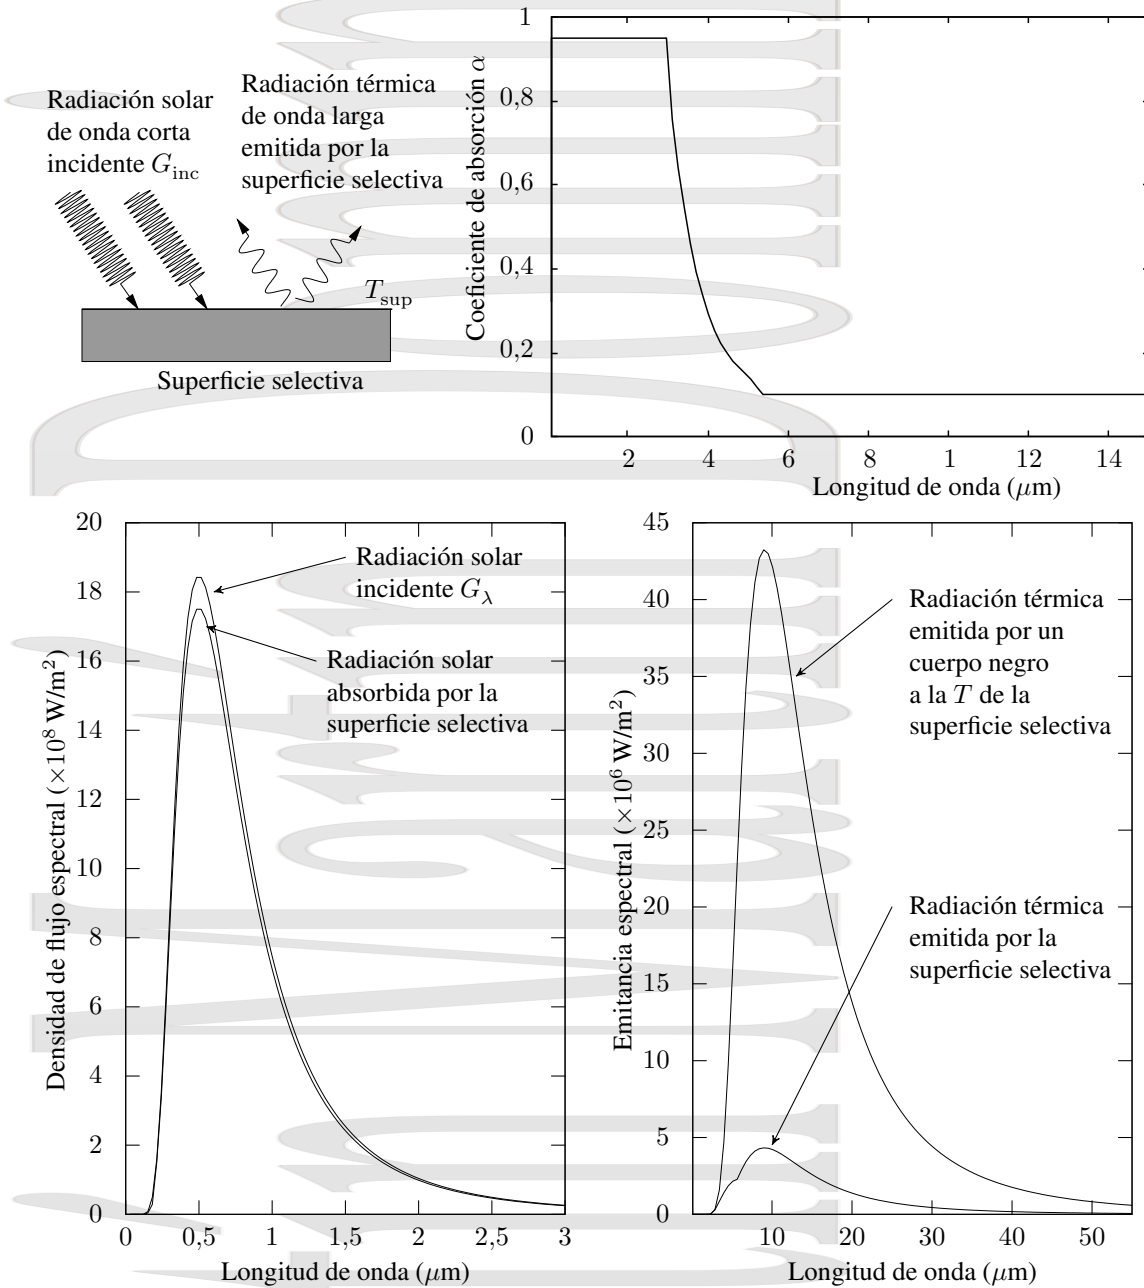 Radiación solar
de onda corta
incidente G_inc
Radiación térmica
de onda larga
emitida por la
superficie selectiva
T_sup
Superficie selectiva
Coeficiente de absorción α
1
0,8
0,6
0,4
0,2
0
2 4 6 8 1 12 14
Longitud de onda (μm)
Densidad de flujo espectral (×10⁸ W/m²)
20
18
16
14
12
10
8
6
4
2
0
0 0,5 1 1,5 2 2,5 3
Longitud de onda (μm)
Radiación solar
incidente G_λ
Radiación solar
absorbida por la
superficie selectiva
Emitancia espectral (×10⁶ W/m²)
45
40
35
30
25
20
15
10
5
0
10 20 30 40 50
Longitud de onda (μm)
Radiación térmica
emitida por un
cuerpo negro
a la T de la
superficie selectiva
Radiación térmica
emitida por la
superficie selectiva